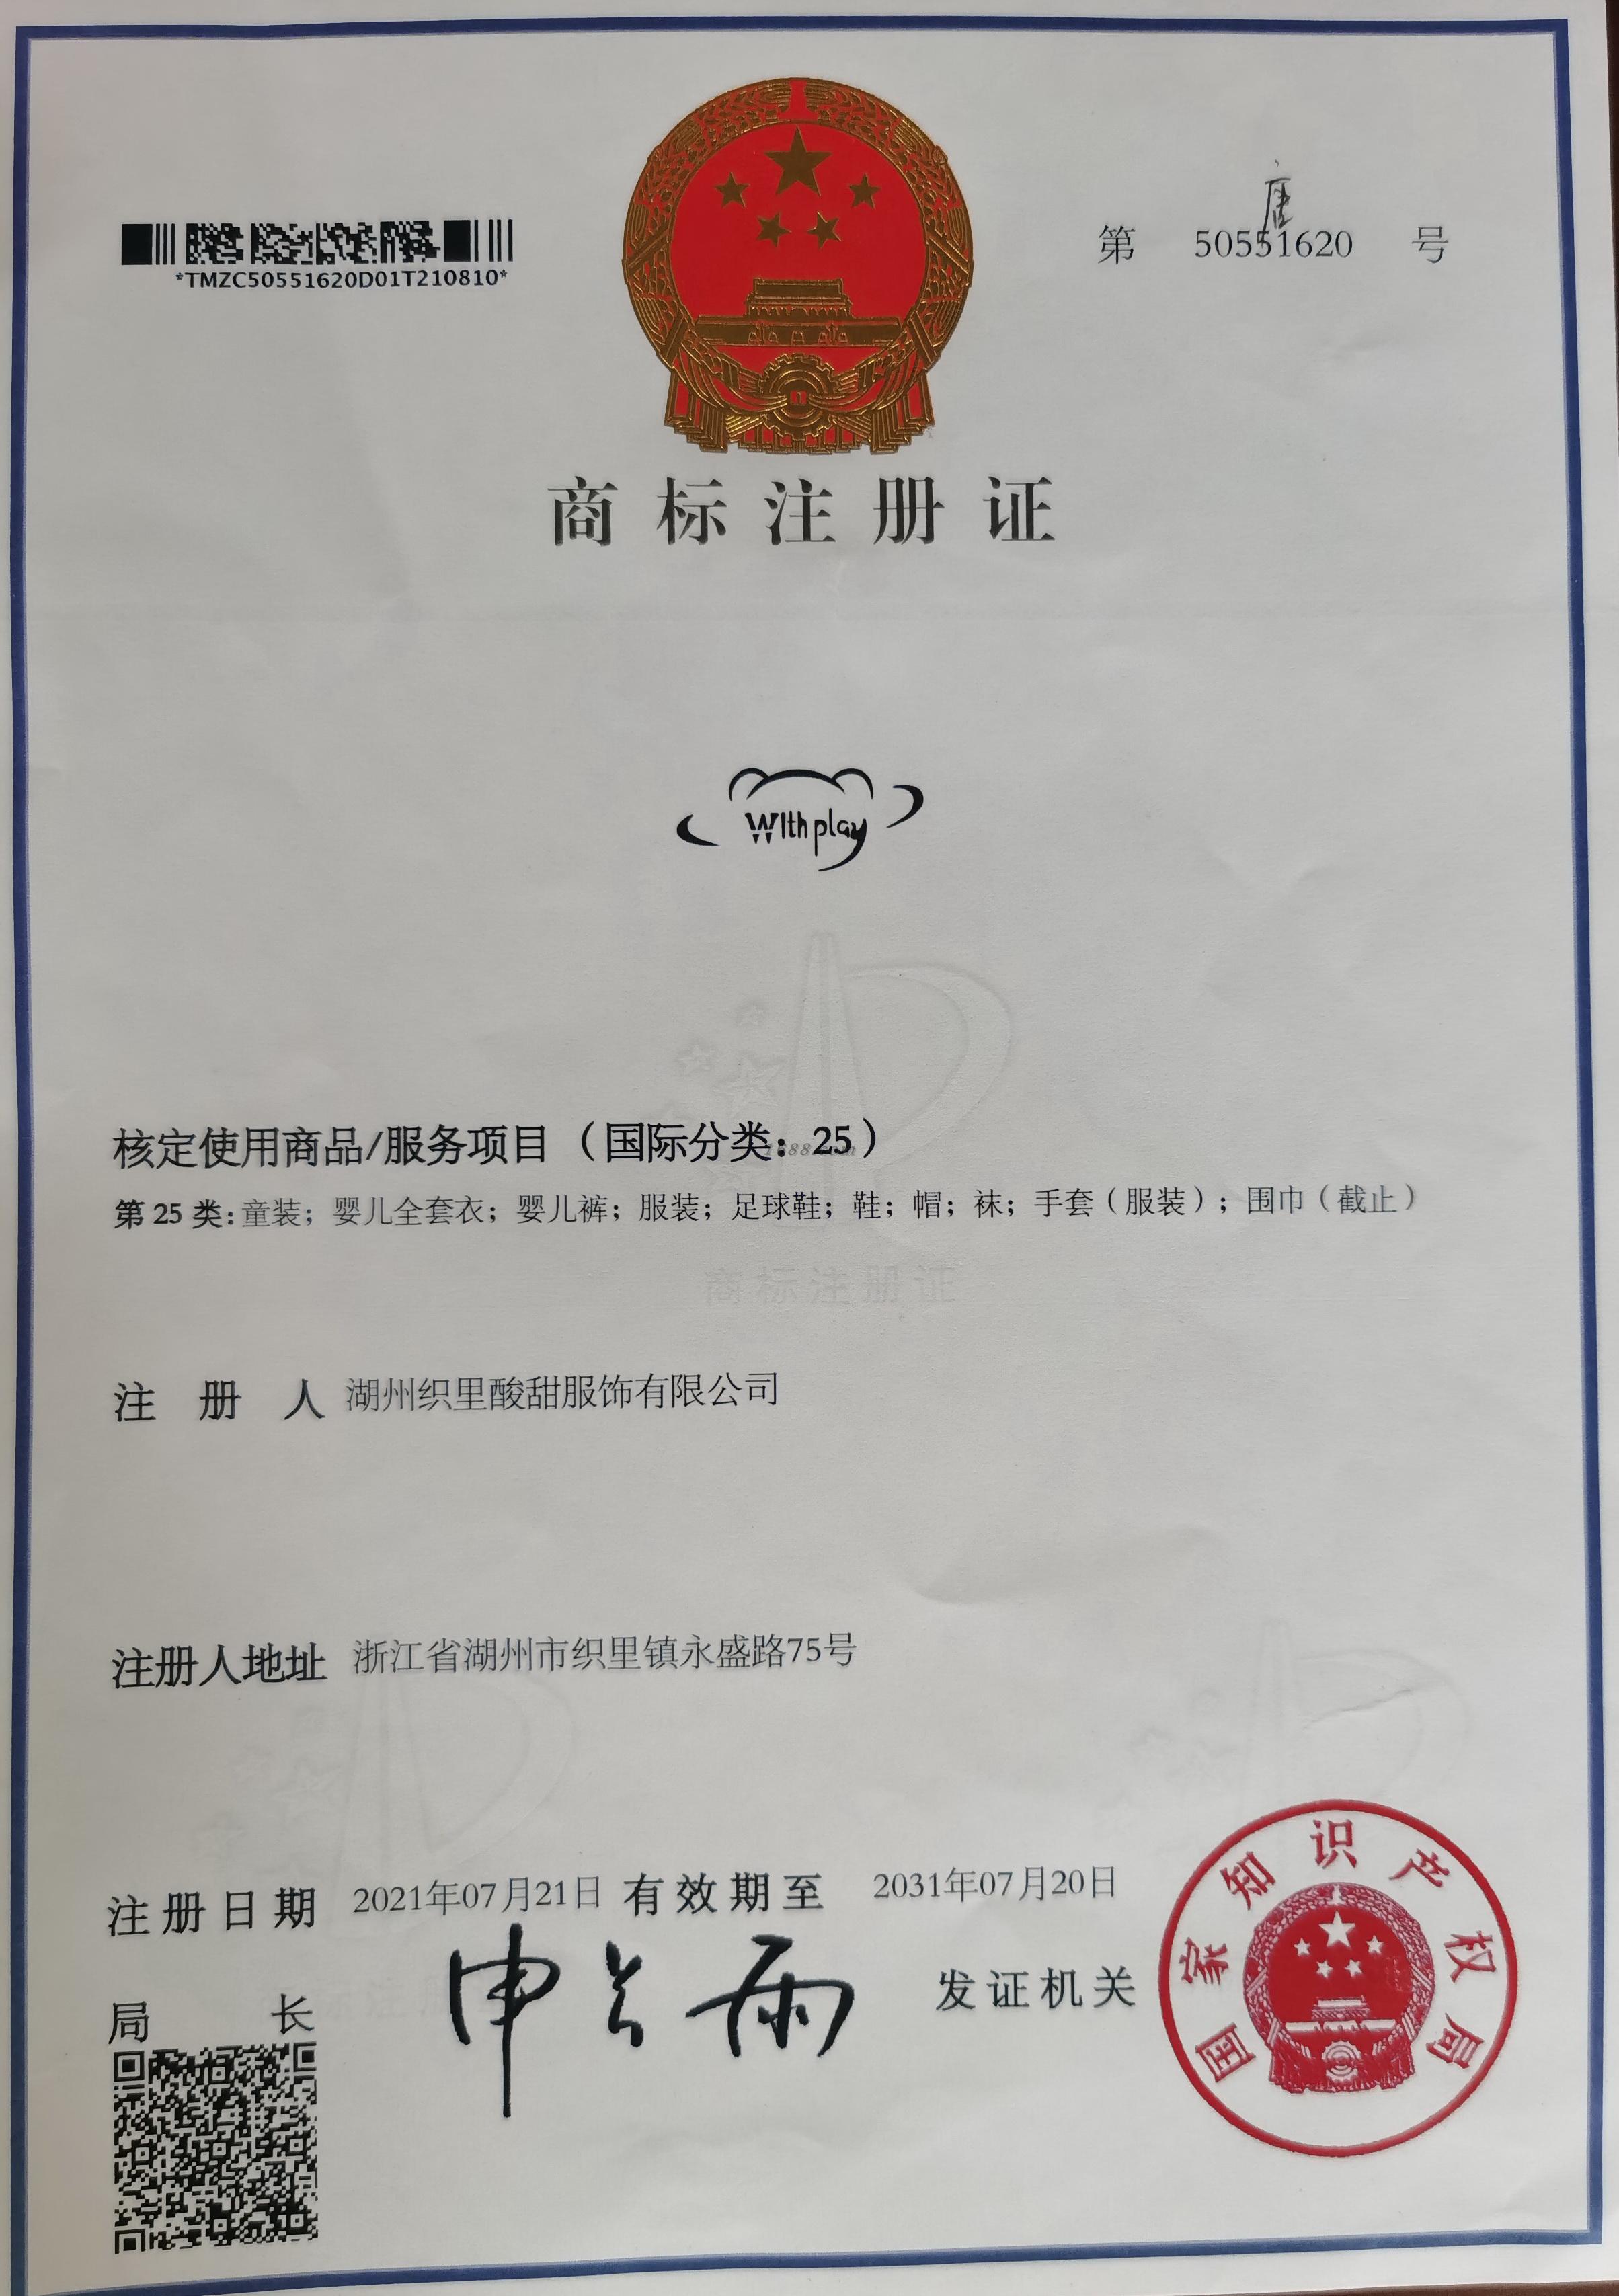 *TMZC50551620D01T210810*
唐
第 50551620 号
商标注册证
WIthplay
核定使用商品/服务项目（国际分类：25）
第 25 类：童装；婴儿全套衣；婴儿裤；服装；足球鞋；鞋；帽；袜；手套（服装）；围巾（截止）
商标注册证
注册人 湖州织里酸甜服饰有限公司
注册人地址 浙江省湖州市织里镇永盛路75号
注册日期 2021年07月21日 有效期至 2031年07月20日
局长 申长雨 发证机关
国家知识产权局